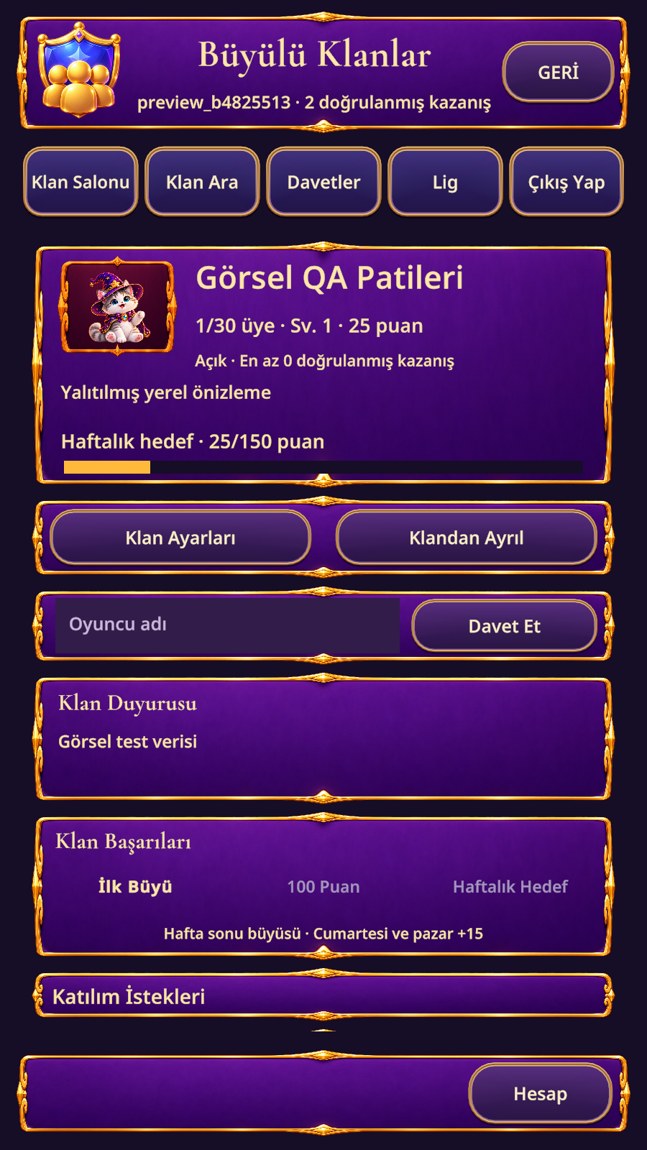 Büyülü Klanlar
GERİ
preview_b4825513 · 2 doğrulanmış kazanış
Klan Salonu
Klan Ara
Davetler
Lig
Çıkış Yap
Görsel QA Patileri
1/30 üye · Sv. 1 · 25 puan
Açık · En az 0 doğrulanmış kazanış
Yalıtılmış yerel önizleme
Haftalık hedef · 25/150 puan
Klan Ayarları
Klandan Ayrıl
Oyuncu adı
Davet Et
Klan Duyurusu
Görsel test verisi
Klan Başarıları
İlk Büyü
100 Puan
Haftalık Hedef
Hafta sonu büyüsü · Cumartesi ve pazar +15
Katılım İstekleri
Hesap